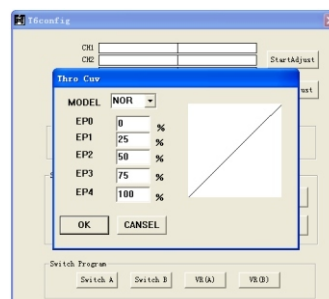 T6config
CH1
CH2
StartAdjust
Thro Cuv
MODEL NOR
EP0 0 %
EP1 25 %
EP2 50 %
EP3 75 %
EP4 100 %
OK CANSEL
Switch Program
Switch A Switch B VR(A) VR(B)